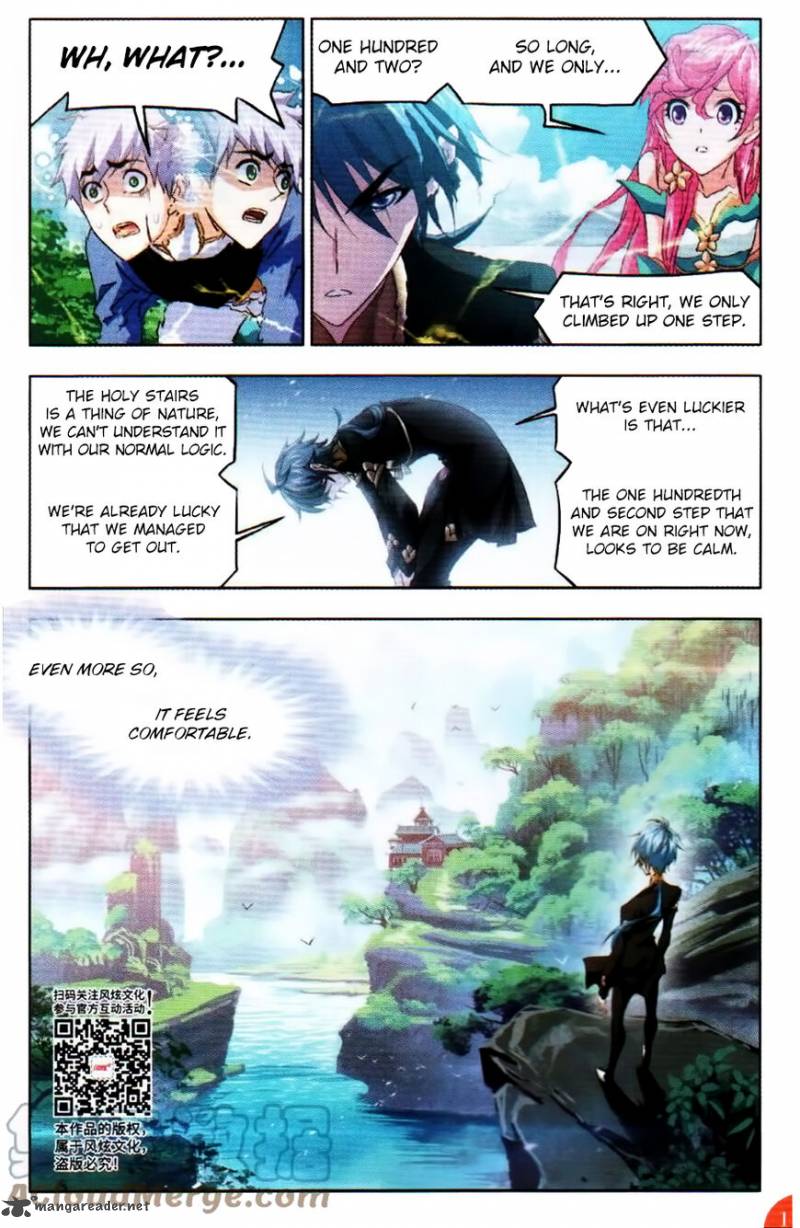 WH, WHAT?...
ONE HUNDRED
AND TWO?
SO LONG,
AND WE ONLY...
THAT'S RIGHT, WE ONLY
CLIMBED UP ONE STEP.
THE HOLY STAIRS
IS A THING OF NATURE,
WE CAN'T UNDERSTAND IT
WITH OUR NORMAL LOGIC.
WE'RE ALREADY LUCKY
THAT WE MANAGED
TO GET OUT.
WHAT'S EVEN LUCKIER
IS THAT...
THE ONE HUNDREDTH
AND SECOND STEP THAT
WE ARE ON RIGHT NOW,
LOOKS TO BE CALM.
EVEN MORE SO,
IT FEELS
COMFORTABLE.
扫码关注风炫文化
参与官方互动活动!
本作品的版权,
属于风炫文化,
盗版必究!
mangareader.net
1